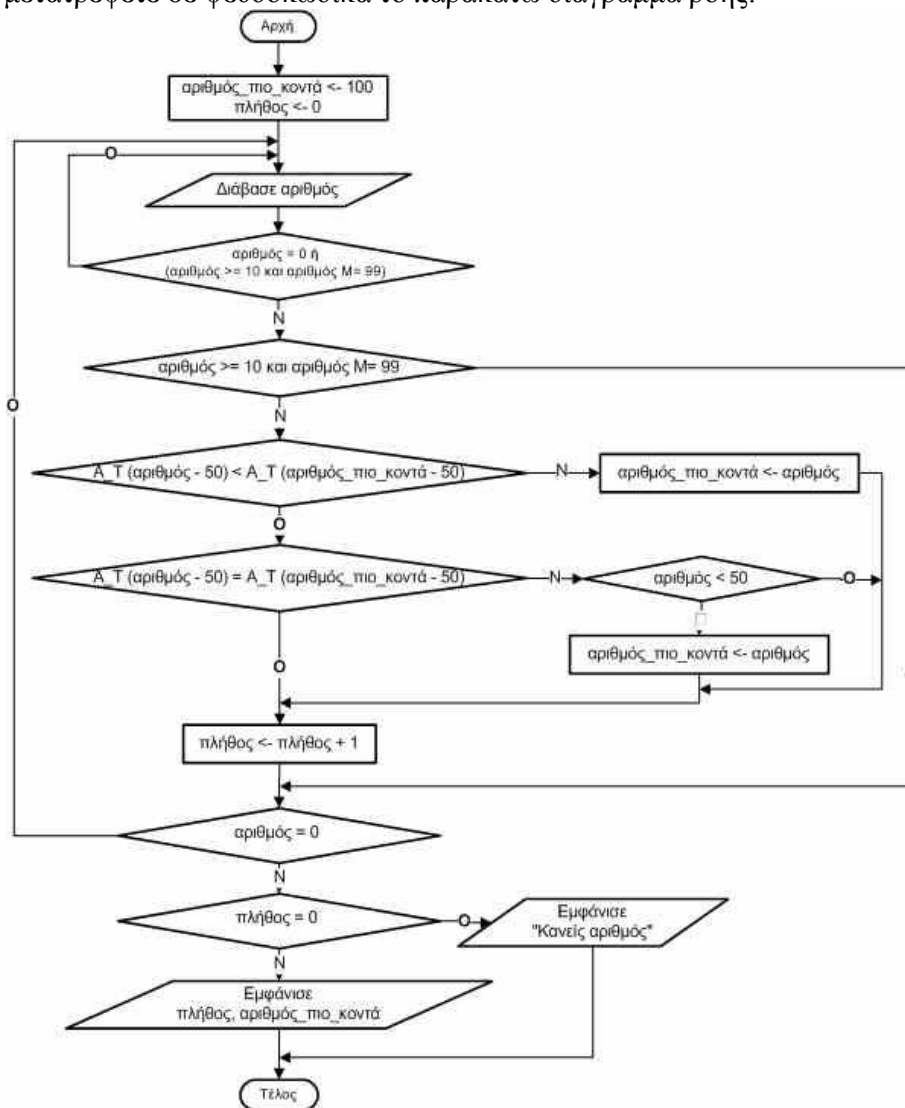 μετατρέψετε σε ψευδοκώδικα το παρακάτω διάγραμμα ροής.
Αρχή
αριθμός_πιο_κοντά <- 100
πλήθος <- 0
Ο
Διάβασε αριθμός
αριθμός = 0 ή
(αριθμός >= 10 και αριθμός M= 99)
Ν
αριθμός >= 10 και αριθμός M= 99
Ο
Ν
Α_Τ (αριθμός - 50) < Α_Τ (αριθμός_πιο_κοντά - 50)
Ν
αριθμός_πιο_κοντά <- αριθμός
Ο
Α_Τ (αριθμός - 50) = Α_Τ (αριθμός_πιο_κοντά - 50)
Ν
αριθμός < 50
Ο
αριθμός_πιο_κοντά <- αριθμός
Ο
πλήθος <- πλήθος + 1
αριθμός = 0
Ν
πλήθος = 0
Ο
Εμφάνισε
"Κανείς αριθμός"
Ν
Εμφάνισε
πλήθος, αριθμός_πιο_κοντά
Τέλος